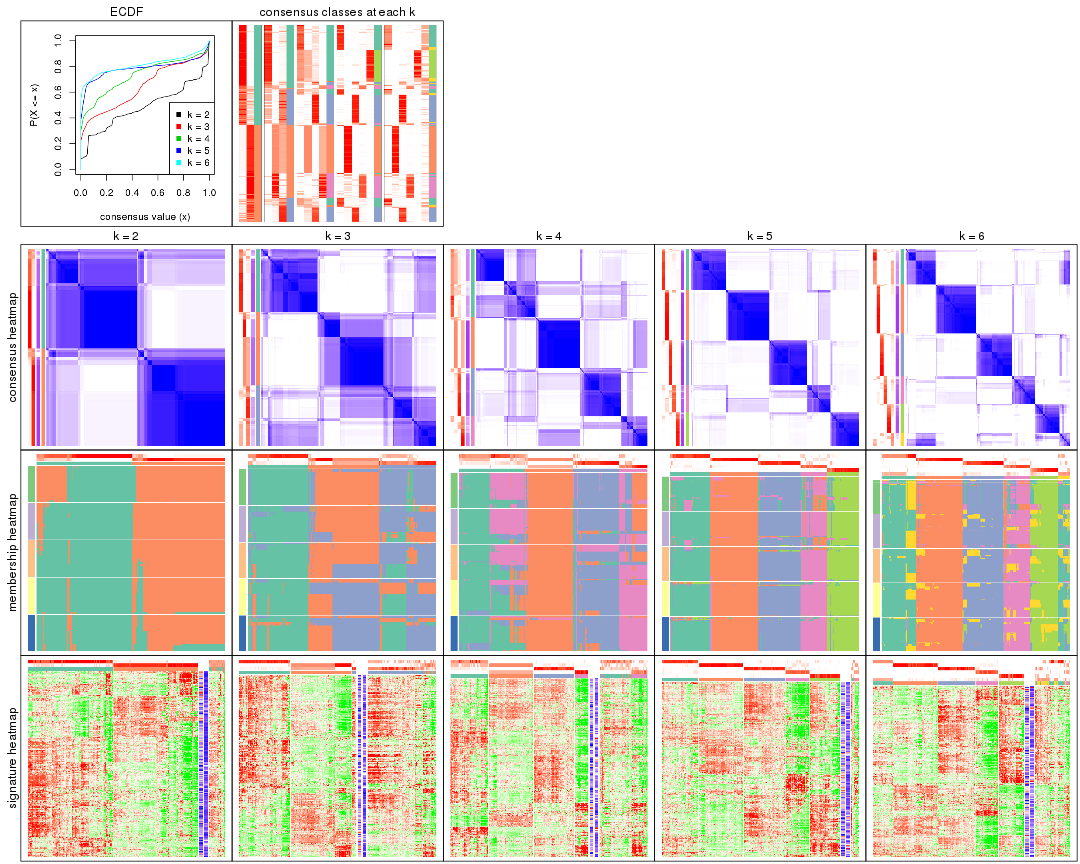 ECDF
consensus classes at each k
P(X <= x)
0.0 0.2 0.4 0.6 0.8 1.0
k = 2
k = 3
k = 4
k = 5
k = 6
0.0 0.2 0.4 0.6 0.8 1.0
consensus value (x)
k = 2
k = 3
k = 4
k = 5
k = 6
consensus heatmap
membership heatmap
signature heatmap